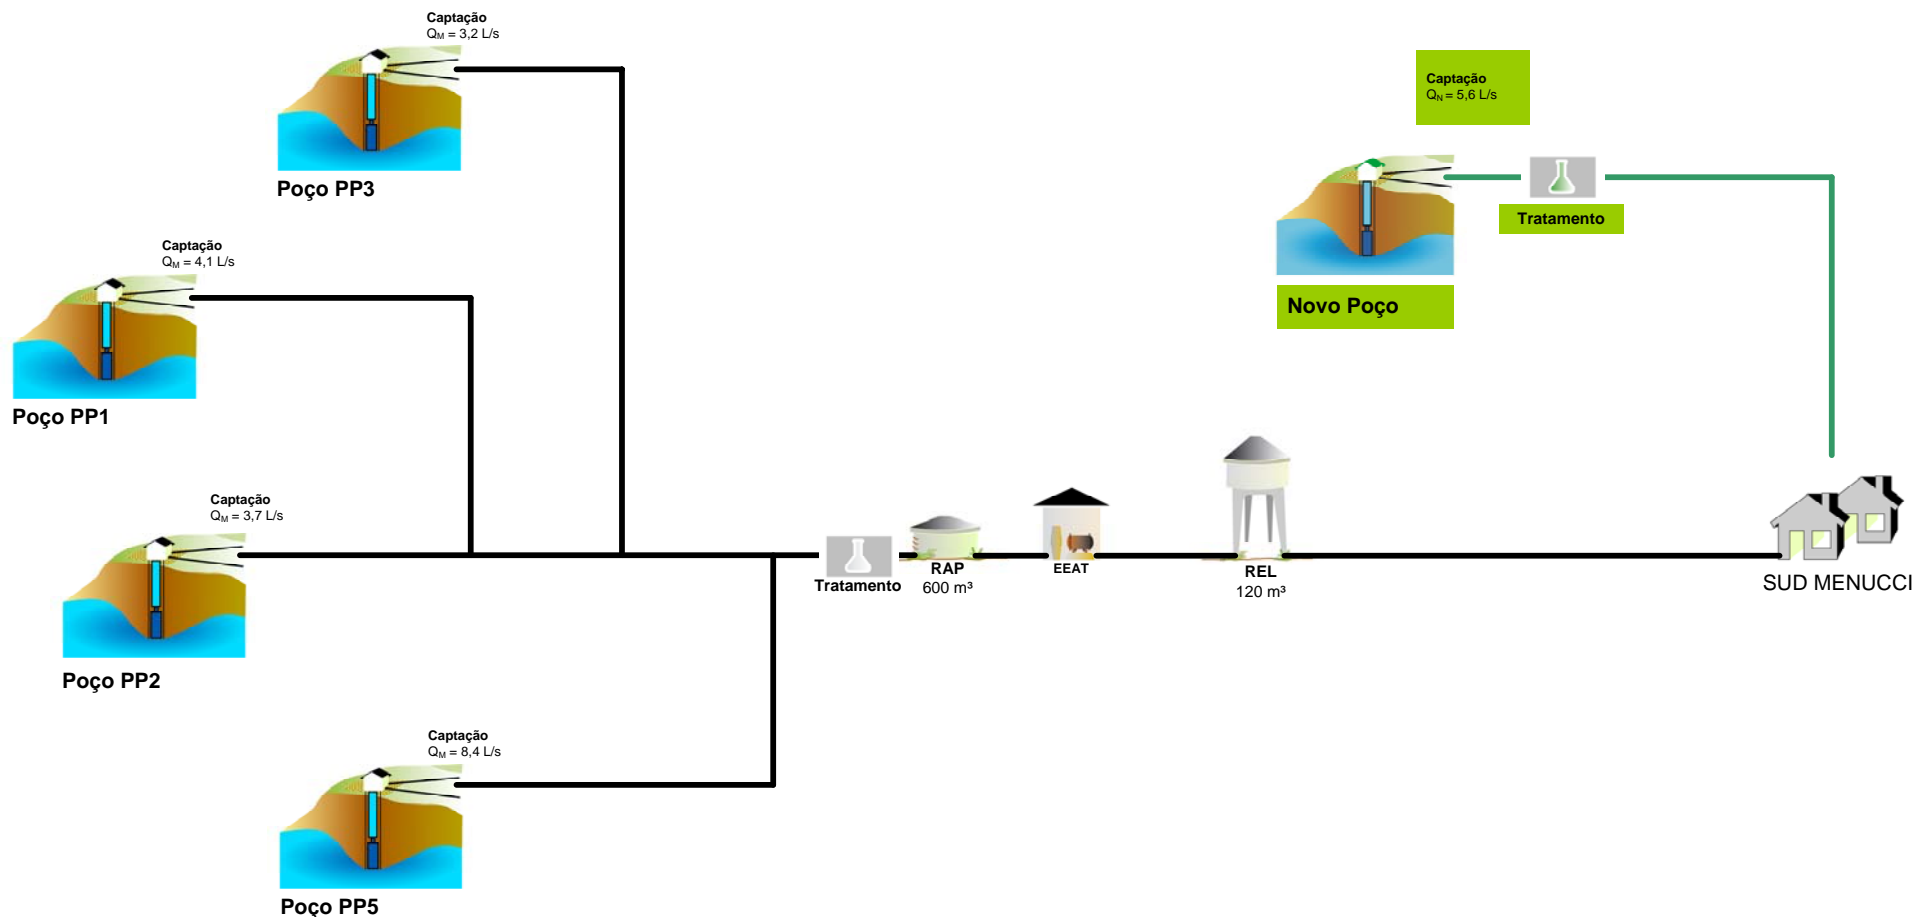 Captação
QM = 3,2 L/s
Poço PP3
Captação
QN = 5,6 L/s
Tratamento
Novo Poço
Captação
QM = 4,1 L/s
Poço PP1
Captação
QM = 3,7 L/s
Poço PP2
Tratamento
RAP
600 m³
EEAT
REL
120 m³
SUD MENUCCI
Captação
QM = 8,4 L/s
Poço PP5